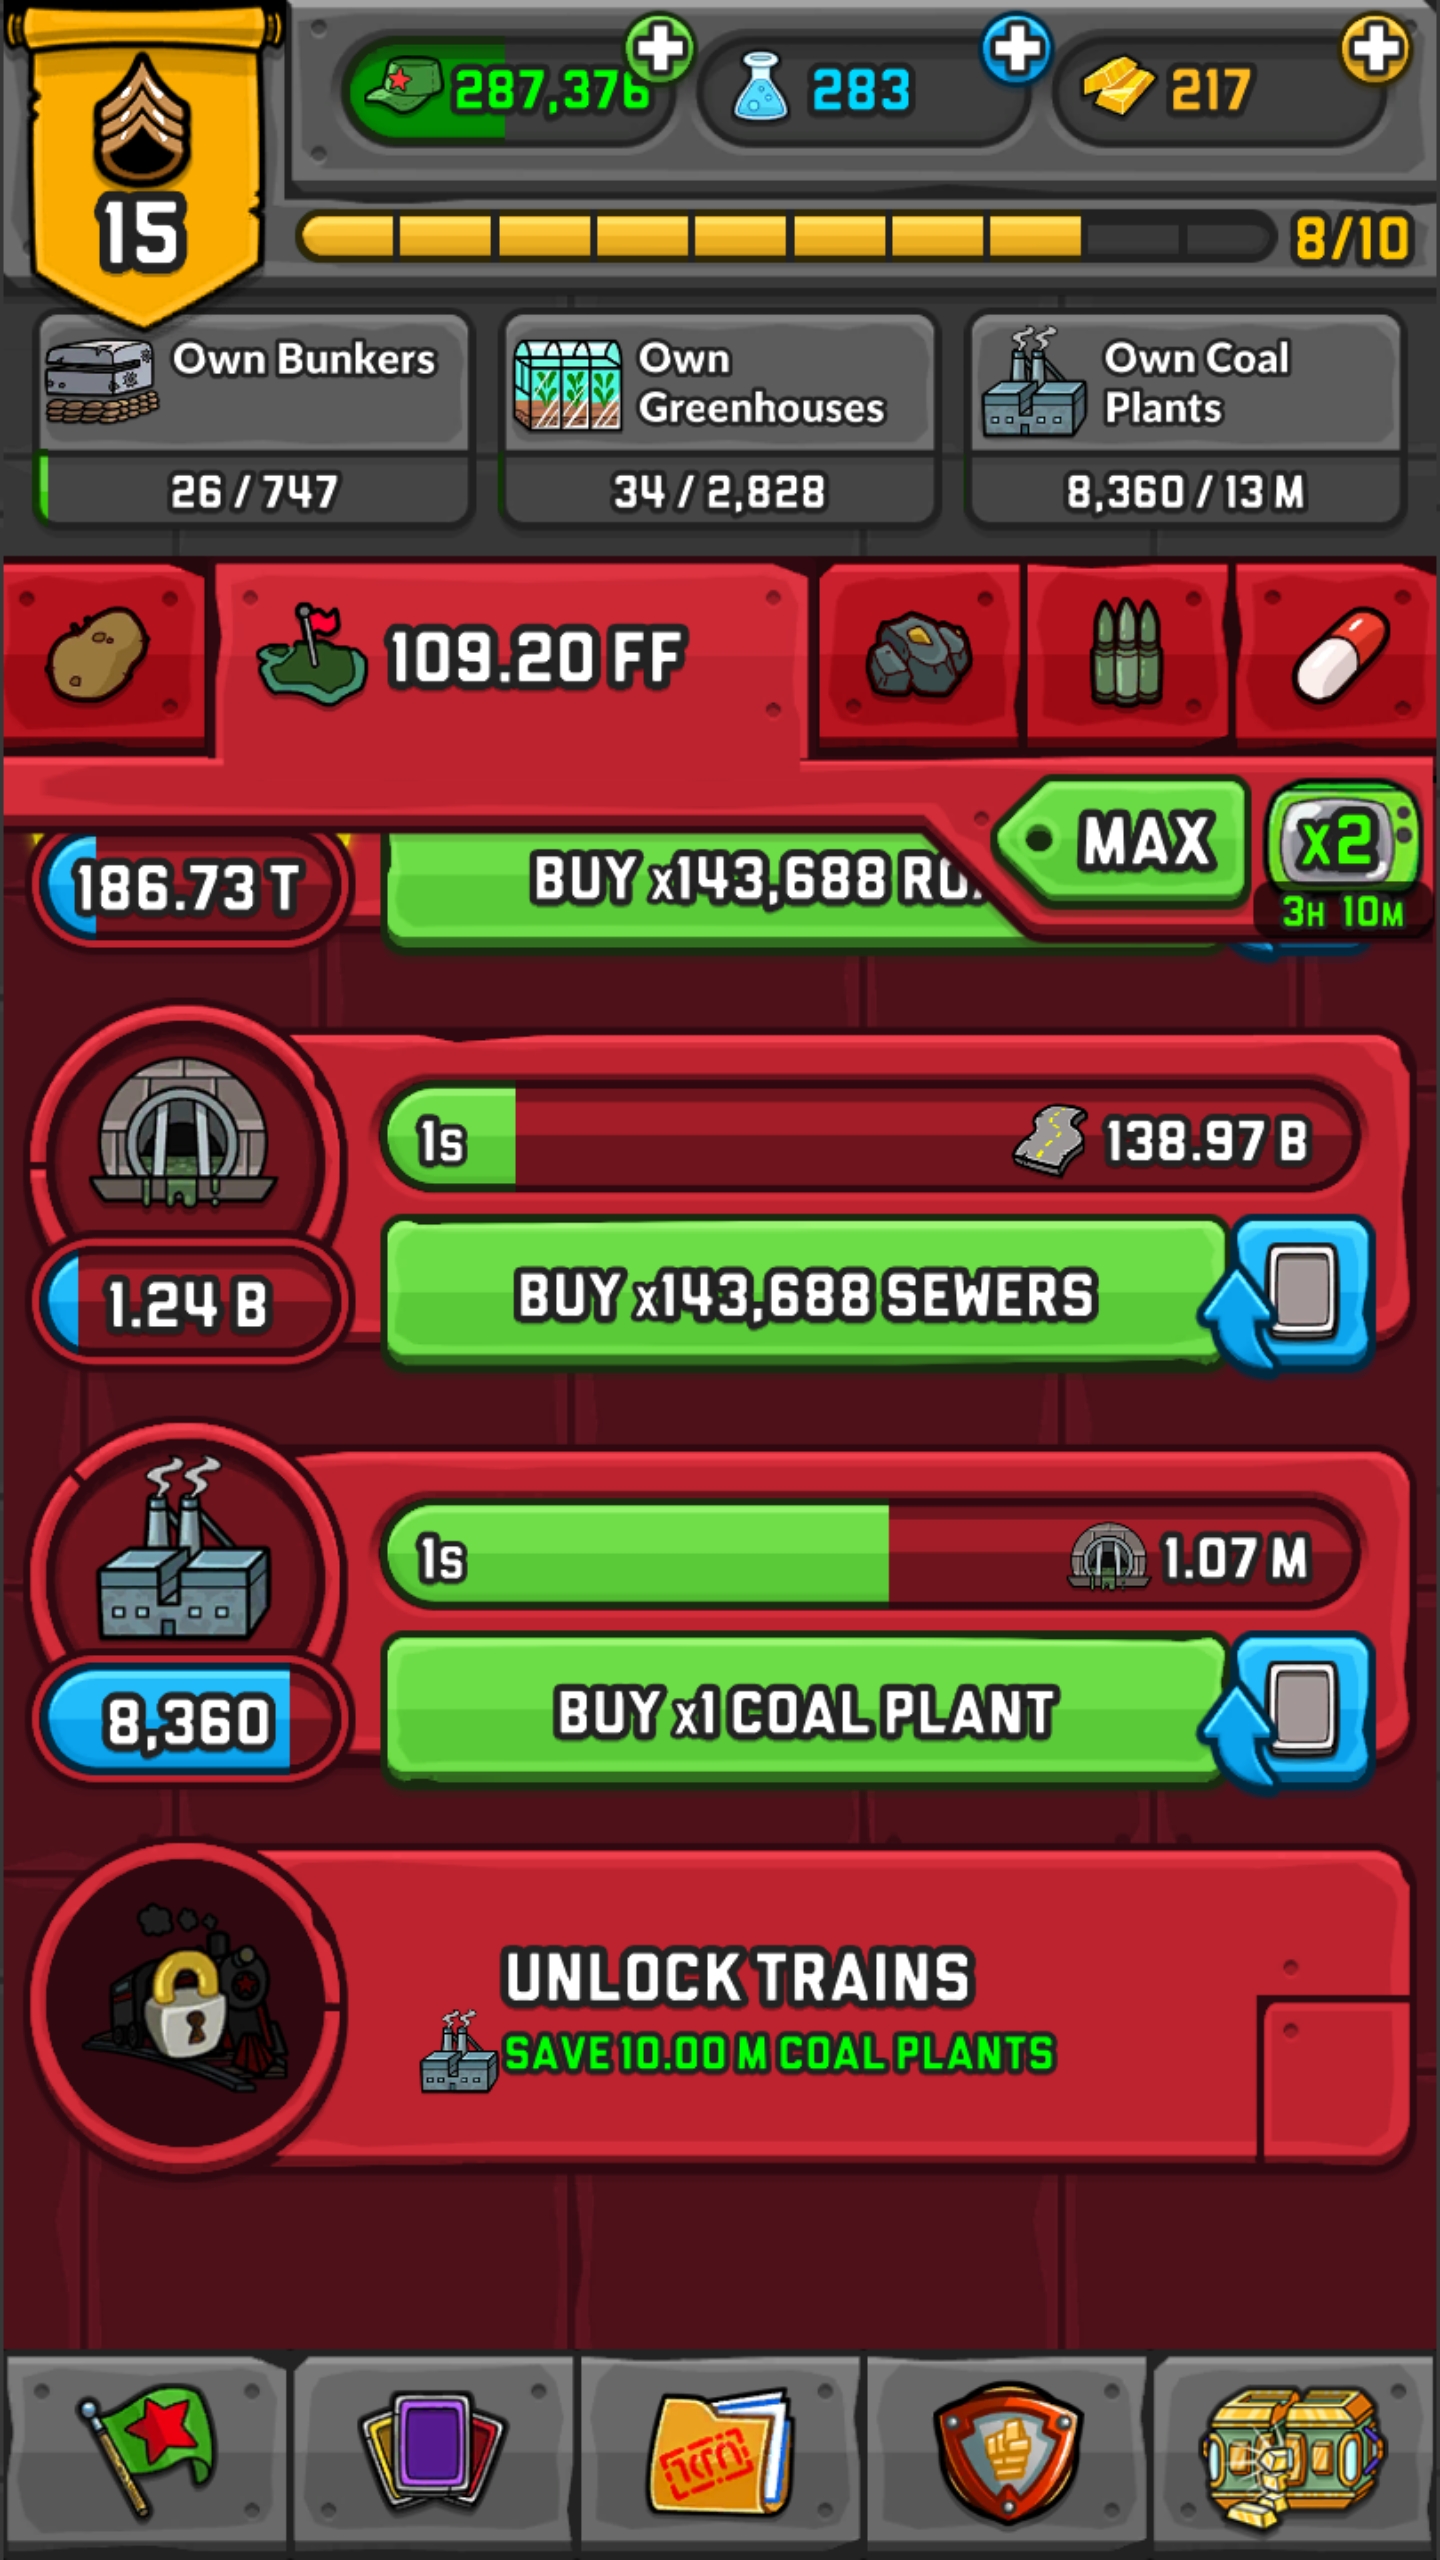 287,376
283
217
15
8/10
Own Bunkers
26 / 747
Own
Greenhouses
34 / 2,828
Own Coal
Plants
8,360 / 13 M
109.20 FF
MAX
x2
3H 10M
186.73 T
BUY x143,688
1s
138.97 B
1.24 B
BUY x143,688 SEWERS
1s
1.07 M
8,360
BUY x1 COAL PLANT
UNLOCK TRAINS
SAVE 10.00 M COAL PLANTS